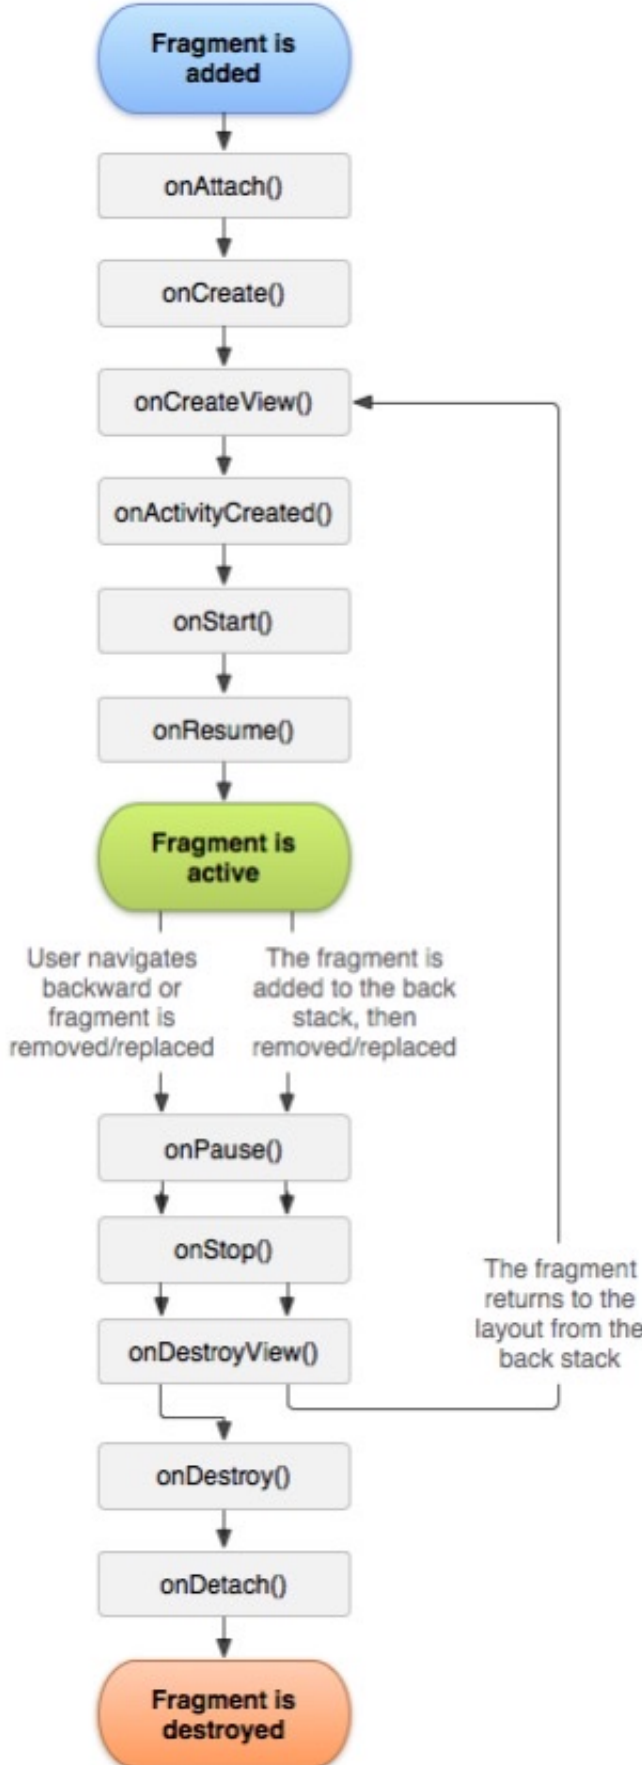 Fragment is
added
onAttach()
onCreate()
onCreateView()
onActivityCreated()
onStart()
onResume()
Fragment is
active
User navigates
backward or
fragment is
removed/replaced
The fragment is
added to the back
stack, then
removed/replaced
onPause()
onStop()
onDestroyView()
The fragment
returns to the
layout from the
back stack
onDestroy()
onDetach()
Fragment is
destroyed